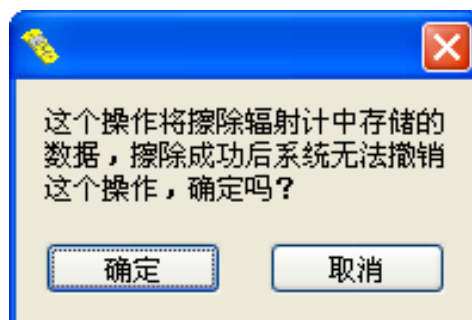 这个操作将擦除辐射计中存储的
数据，擦除成功后系统无法撤销
这个操作，确定吗？
确定
取消